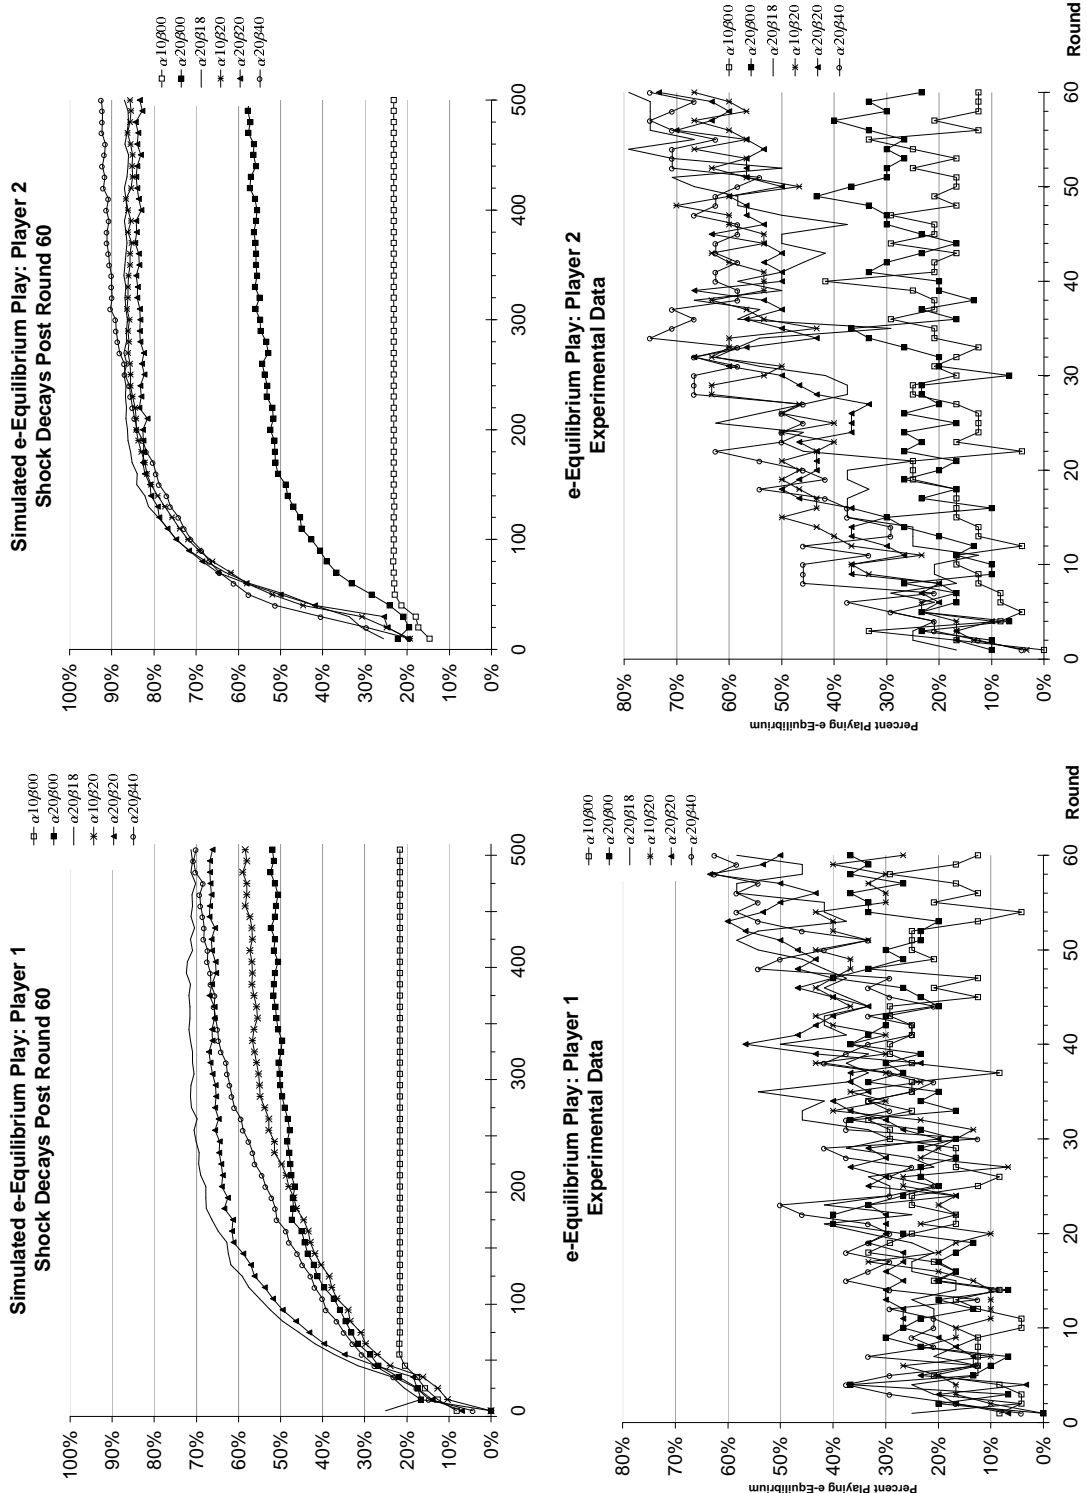 Simulated e-Equilibrium Play: Player 1
Shock Decays Post Round 60
100%
90%
80%
70%
60%
50%
40%
30%
20%
10%
0%
0
100
200
300
400
500
α10β00
α20β00
α20β18
α10β20
α20β20
α20β40
Simulated e-Equilibrium Play: Player 2
Shock Decays Post Round 60
100%
90%
80%
70%
60%
50%
40%
30%
20%
10%
0%
0
100
200
300
400
500
α10β00
α20β00
α20β18
α10β20
α20β20
α20β40
e-Equilibrium Play: Player 1
Experimental Data
Percent Playing e-Equilibrium
80%
70%
60%
50%
40%
30%
20%
10%
0%
0
10
20
30
40
50
60
Round
α10β00
α20β00
α20β18
α10β20
α20β20
α20β40
e-Equilibrium Play: Player 2
Experimental Data
Percent Playing e-Equilibrium
80%
70%
60%
50%
40%
30%
20%
10%
0%
0
10
20
30
40
50
60
Round
α10β00
α20β00
α20β18
α10β20
α20β20
α20β40